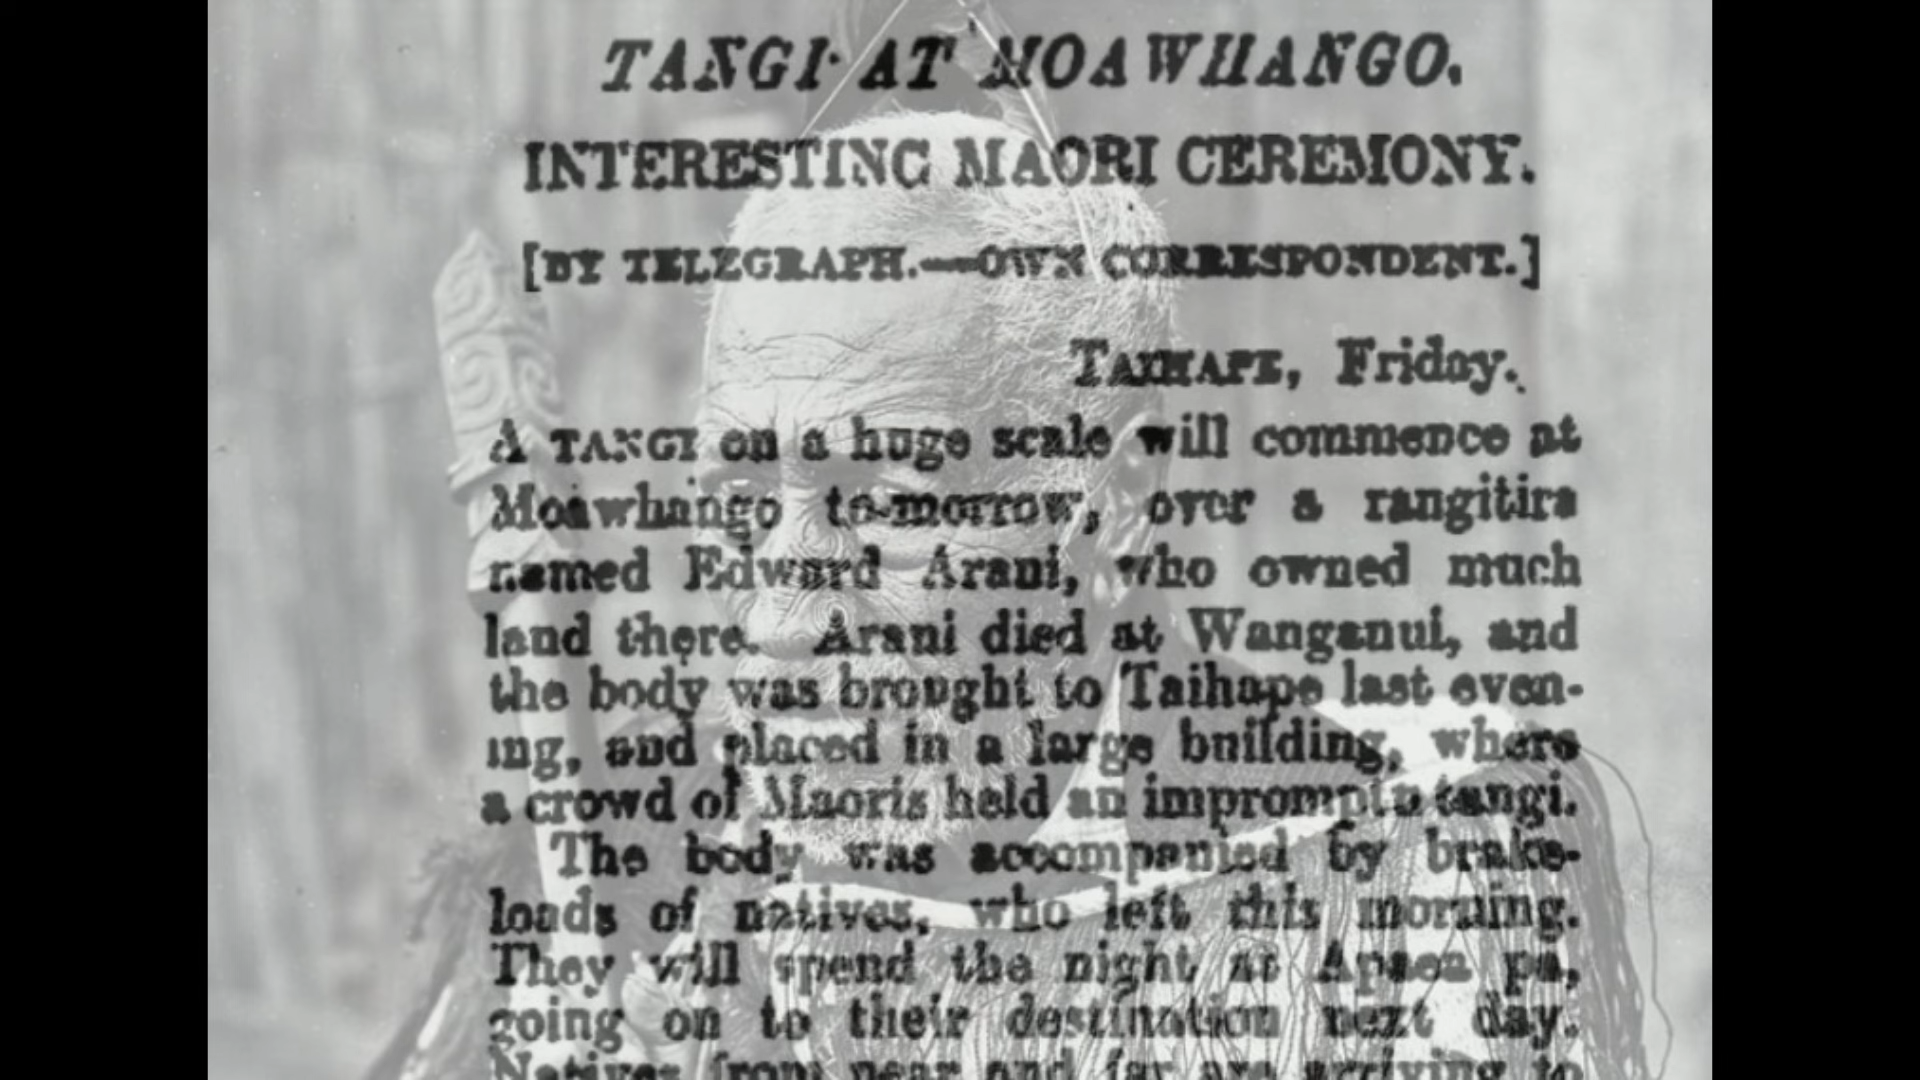 TANGI AT MOAWHANGO.
INTERESTING MAORI CEREMONY.
[BY TELEGRAPH.—OWN CORRESPONDENT.]
TAIHAPE, Friday.
A TANGI on a huge scale will commence at
Moawhango to-morrow, over a rangitira
named Edward Arani, who owned much
land there. Arani died at Wanganui, and
the body was brought to Taihape last even-
ing, and placed in a large building, where
a crowd of Maoris held an impromptu tangi.
The body was accompanied by brake-
loads of natives, who left this morning.
They will spend the night at pa,
going on to their destination next day.
Natives from near and far are arriving to